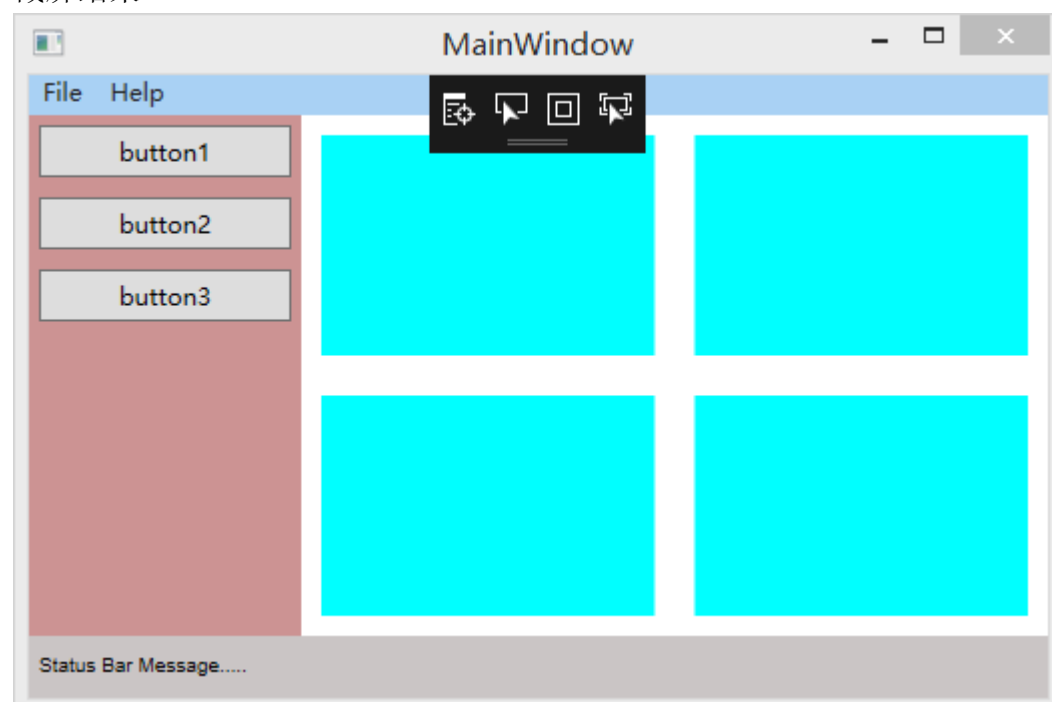 MainWindow
File Help
button1
button2
button3
Status Bar Message.....